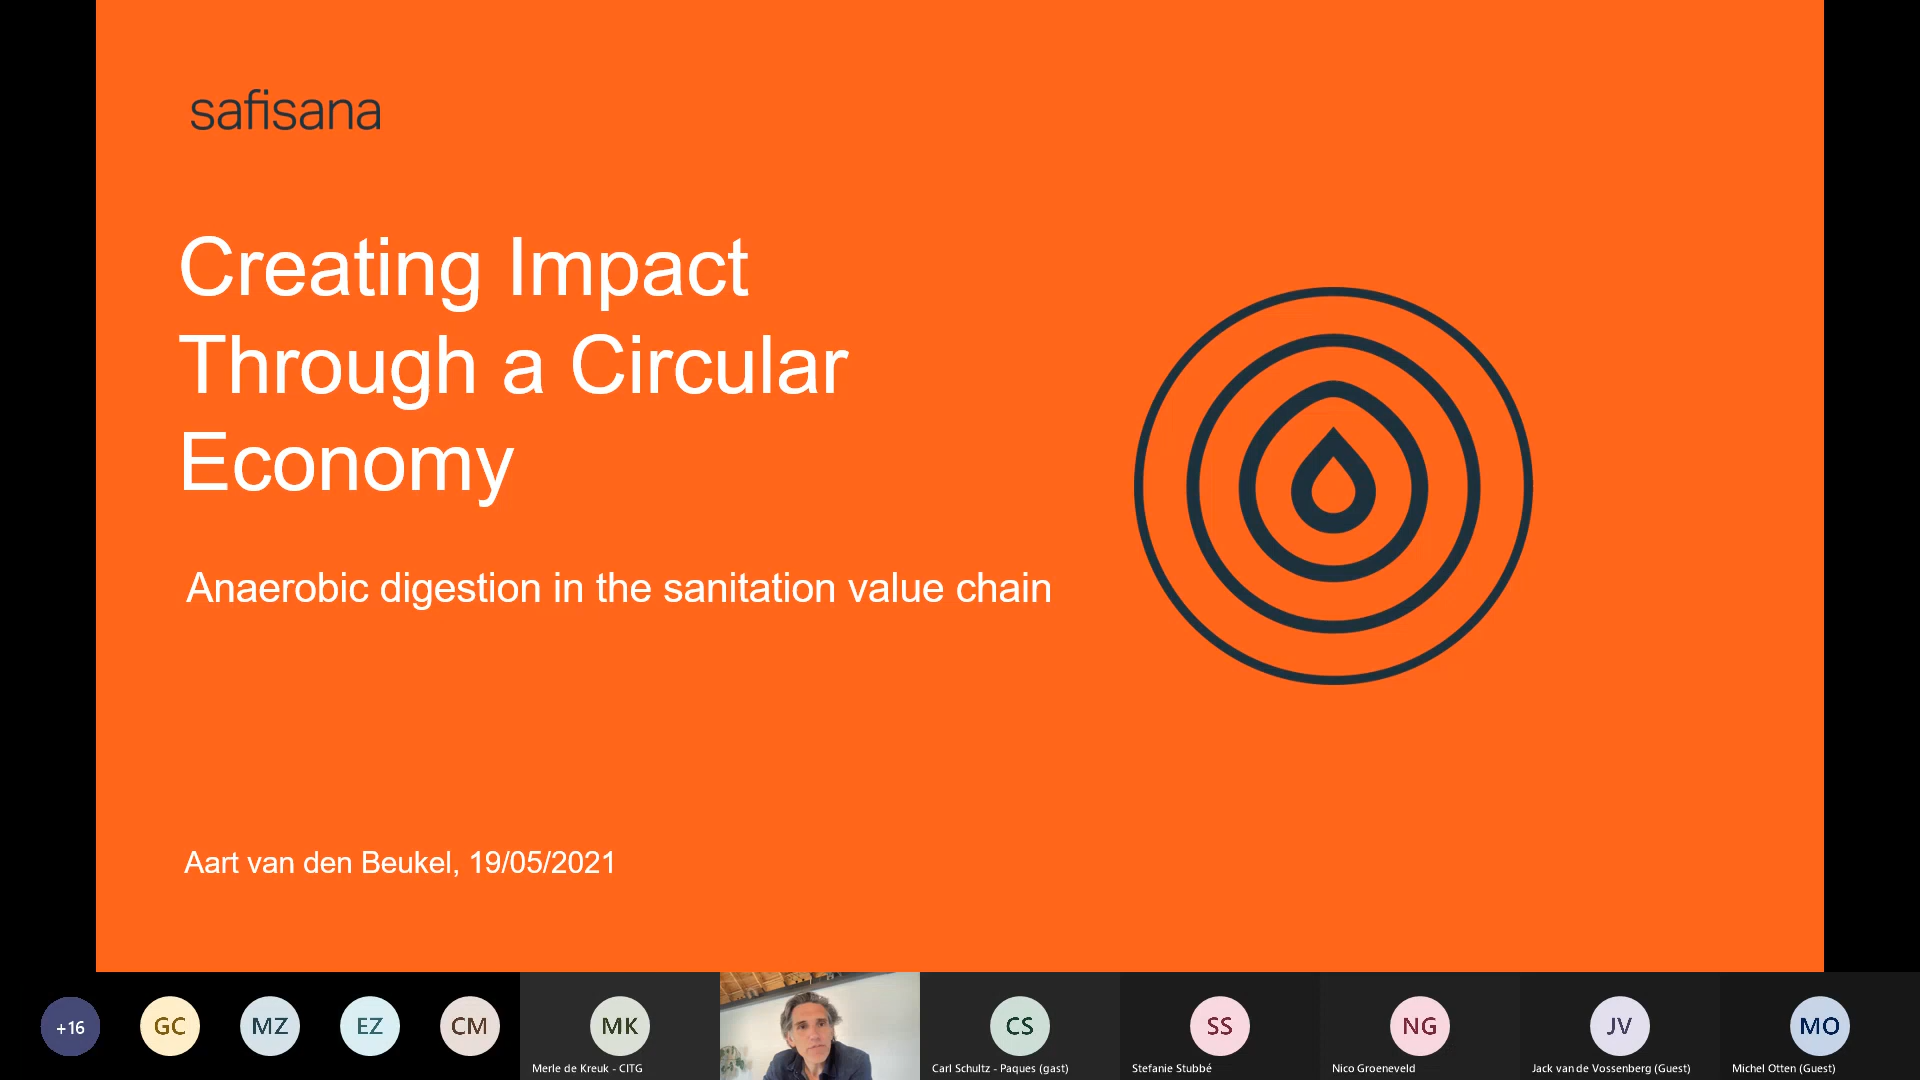 safisana
Creating Impact
Through a Circular
Economy
Anaerobic digestion in the sanitation value chain
Aart van den Beukel, 19/05/2021
+16
GC
MZ
EZ
CM
MK
CS
SS
NG
JV
MO
Merle de Kreuk - CITG
Carl Schultz - Paques (gast)
Stefanie Stubbé
Nico Groeneveld
Jack van de Vossenberg (Guest)
Michel Otten (Guest)